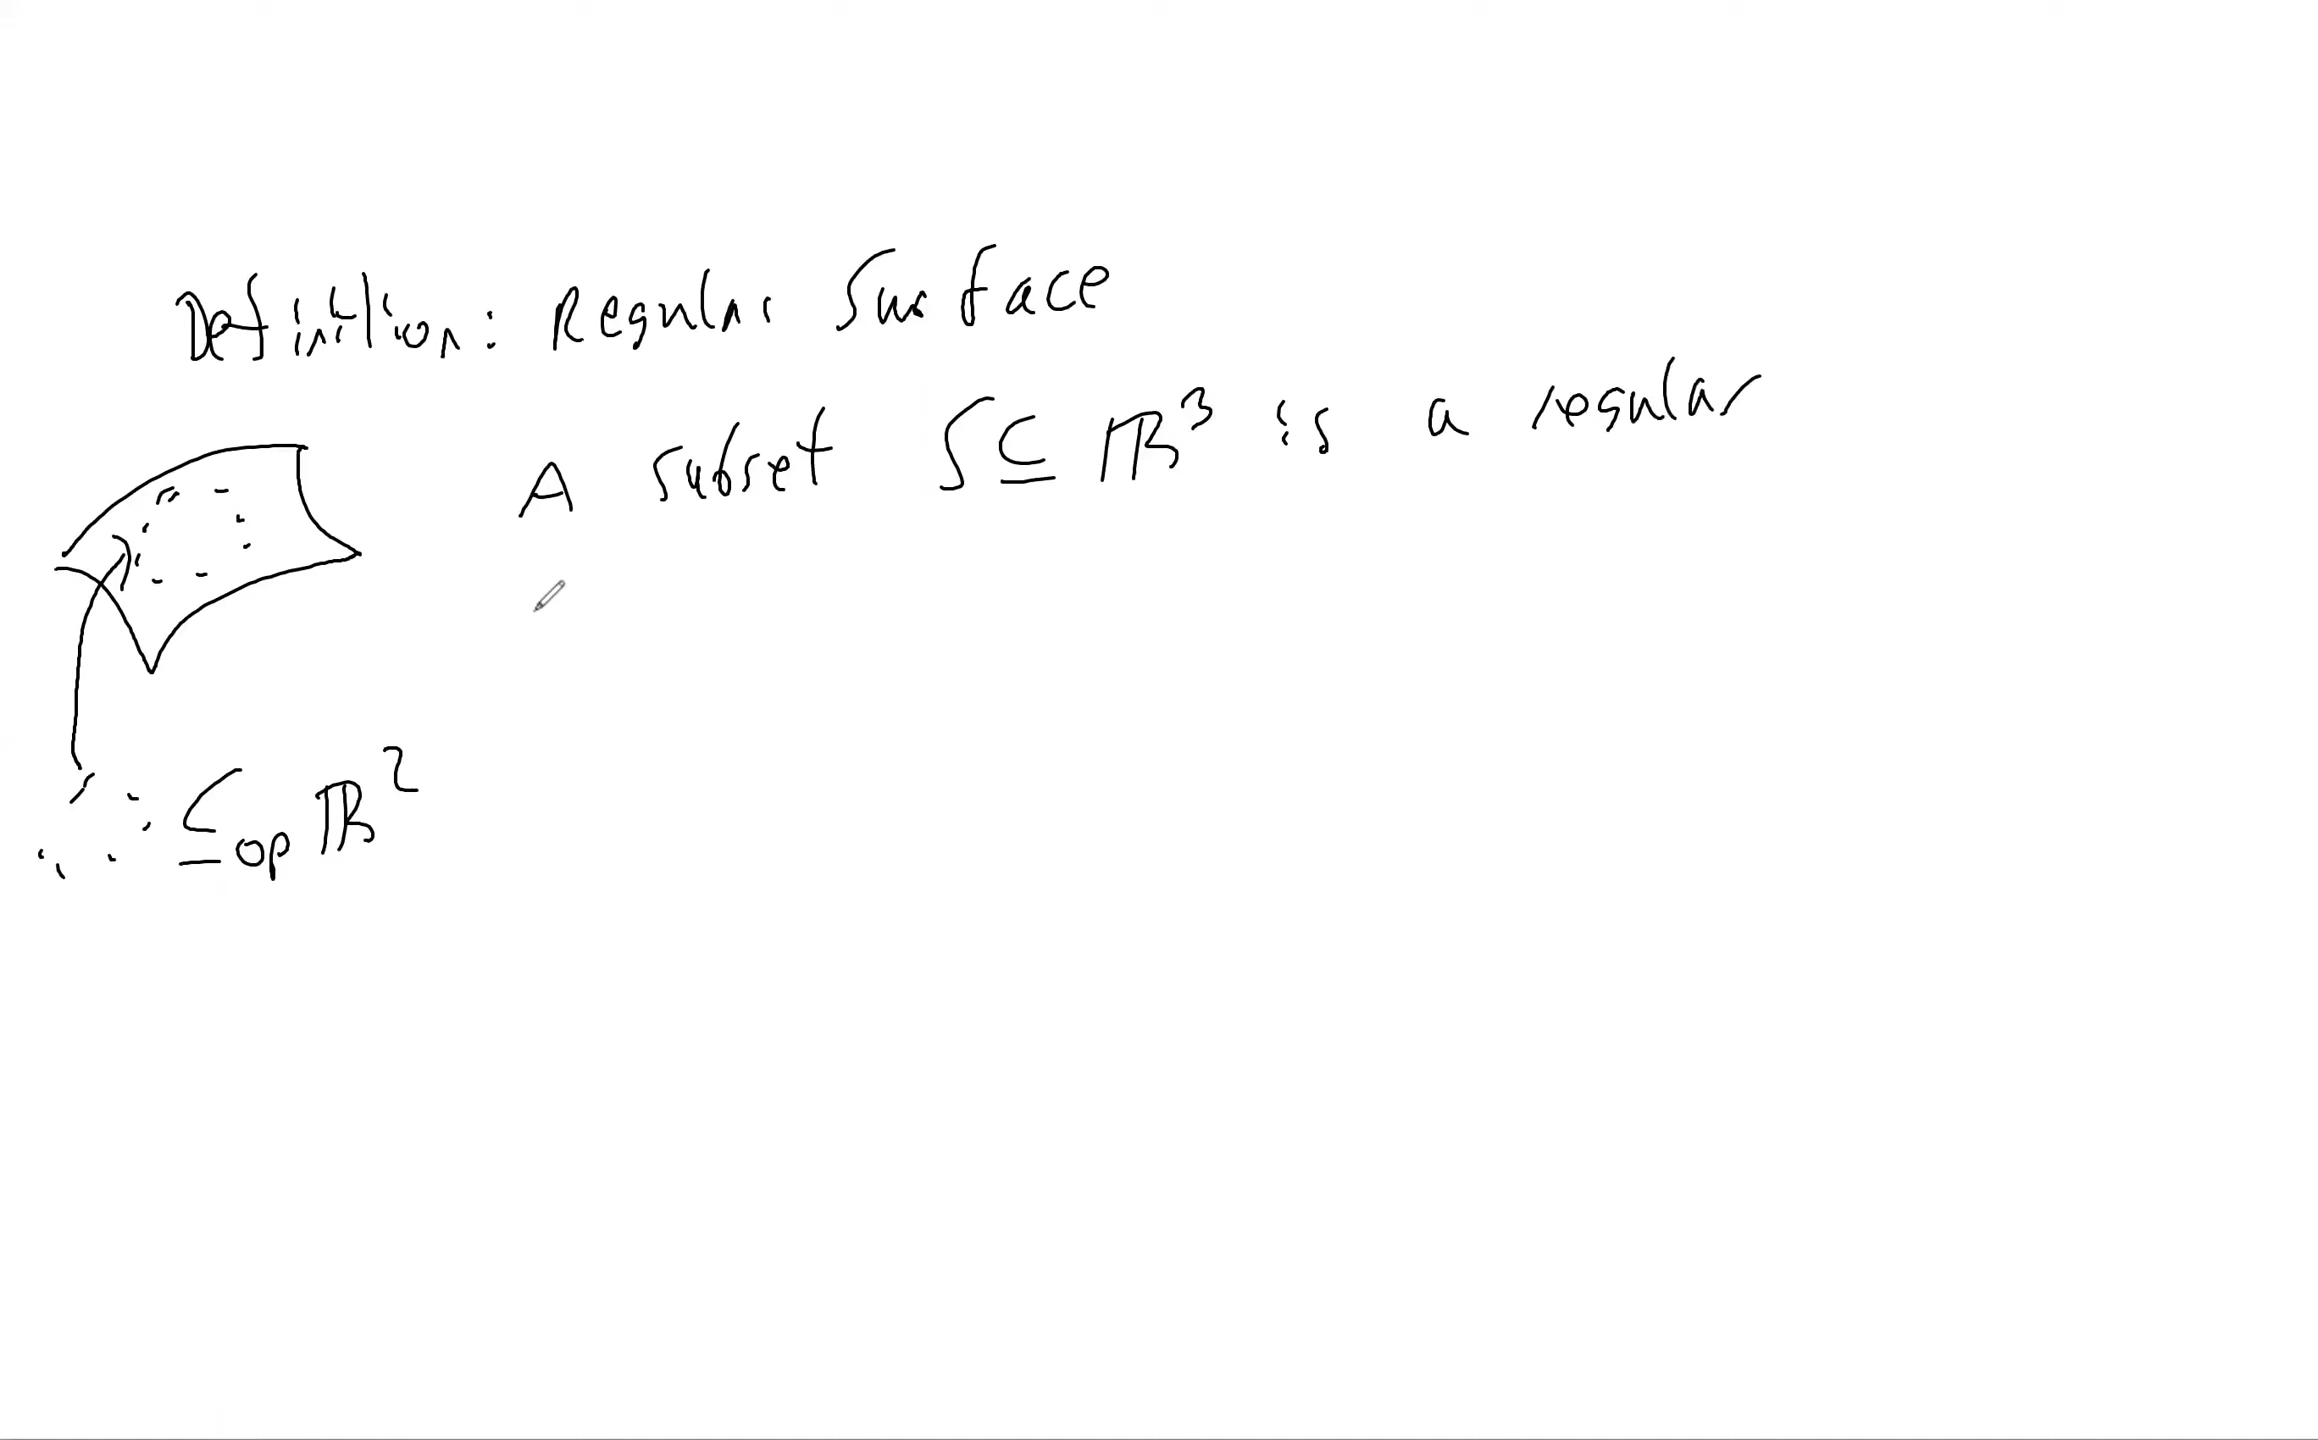 Definition: Regular Surface
A subset S ⊆ ℝ³ is a regular
⊆op ℝ²